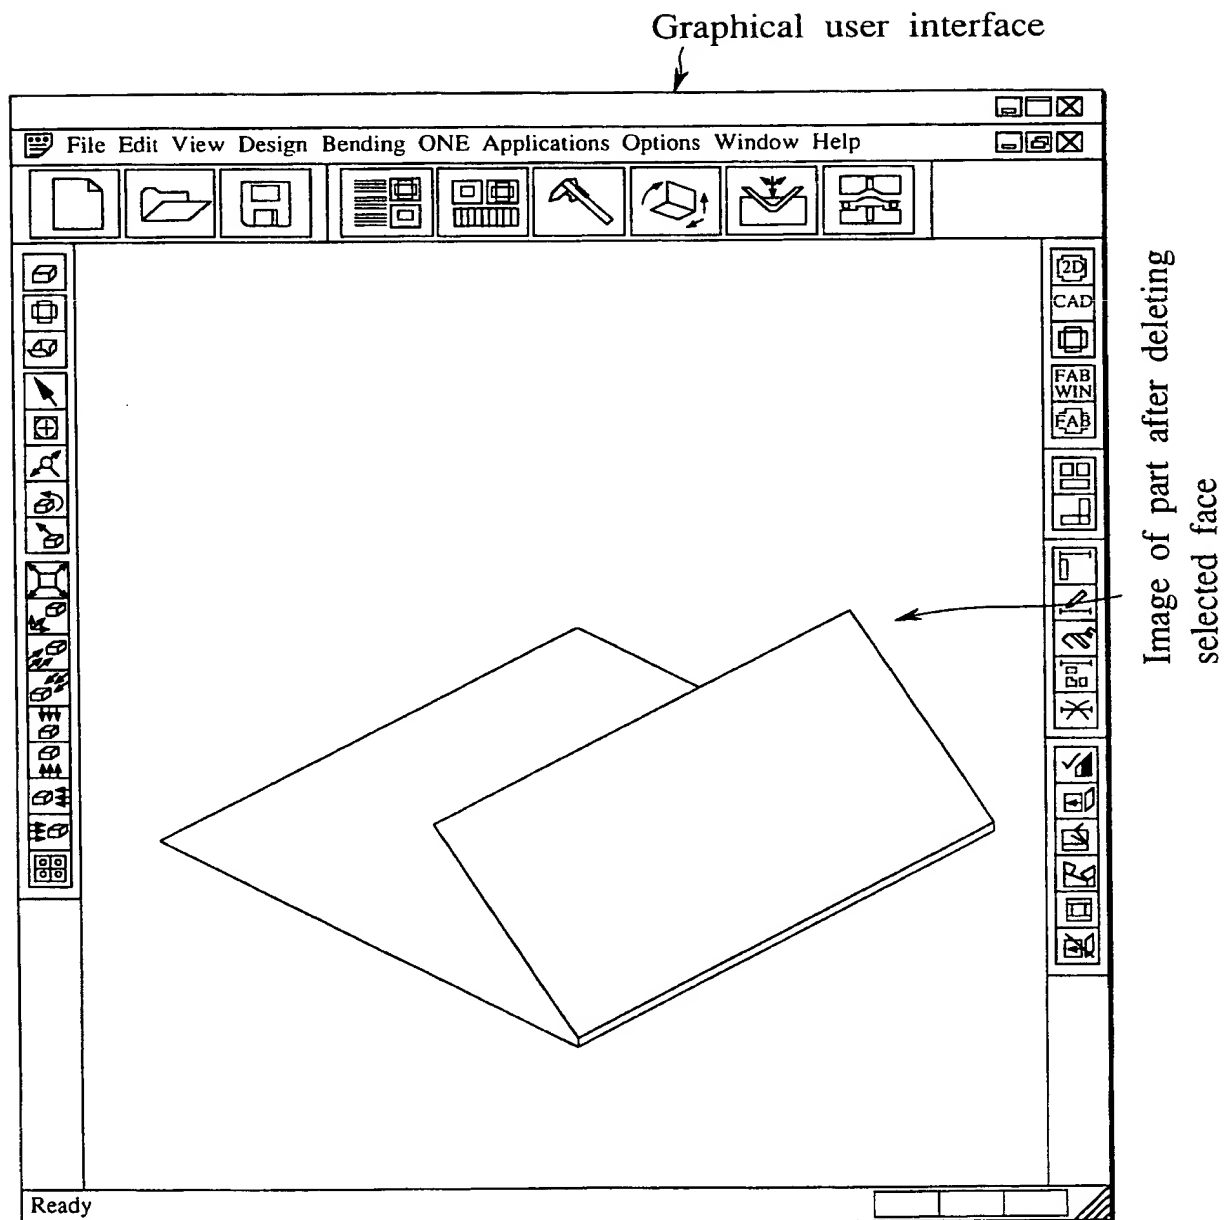 Graphical user interface
File Edit View Design Bending ONE Applications Options Window Help
2D
CAD
FAB
WIN
FAB
Image of part after deleting
selected face
Ready